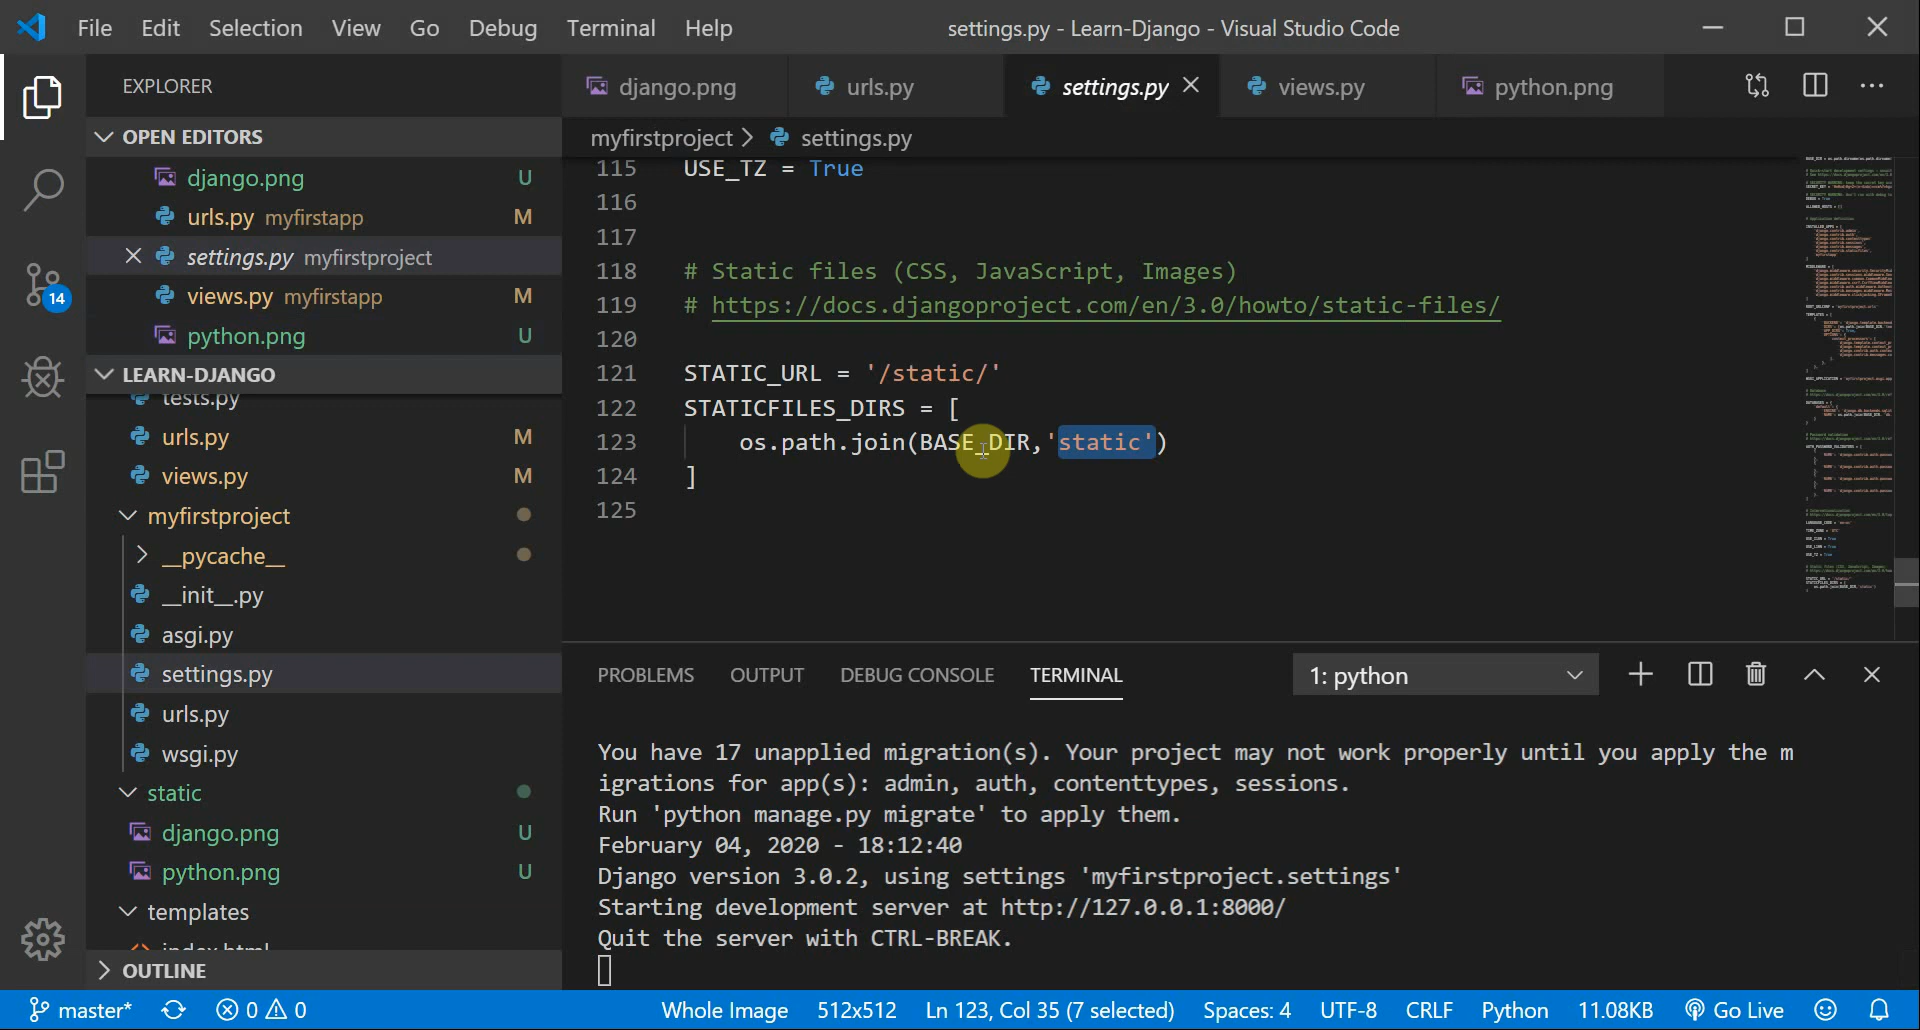 File Edit Selection View Go Debug Terminal Help
settings.py - Learn-Django - Visual Studio Code
EXPLORER
django.png urls.py settings.py views.py python.png
OPEN EDITORS
myfirstproject > settings.py
django.png U
urls.py myfirstapp M
settings.py myfirstproject
views.py myfirstapp M
python.png U
LEARN-DJANGO
tests.py
urls.py M
views.py M
myfirstproject
__pycache__
__init__.py
asgi.py
settings.py
urls.py
wsgi.py
static
django.png U
python.png U
templates
index.html
OUTLINE
14
115 USE_TZ = True
116
117
118 # Static files (CSS, JavaScript, Images)
119 # https://docs.djangoproject.com/en/3.0/howto/static-files/
120
121 STATIC_URL = '/static/'
122 STATICFILES_DIRS = [
123 os.path.join(BASE_DIR,'static')
124 ]
125
PROBLEMS OUTPUT DEBUG CONSOLE TERMINAL 1: python
You have 17 unapplied migration(s). Your project may not work properly until you apply the m
igrations for app(s): admin, auth, contenttypes, sessions.
Run 'python manage.py migrate' to apply them.
February 04, 2020 - 18:12:40
Django version 3.0.2, using settings 'myfirstproject.settings'
Starting development server at http://127.0.0.1:8000/
Quit the server with CTRL-BREAK.
master* 0 0 Whole Image 512x512 Ln 123, Col 35 (7 selected) Spaces: 4 UTF-8 CRLF Python 11.08KB Go Live